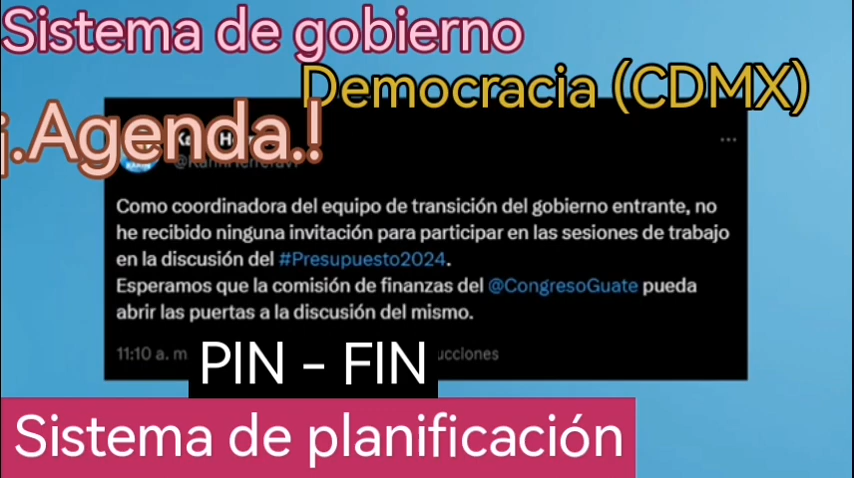 Sistema de gobierno
Democracia (CDMX)
¡.Agenda.!
Como coordinadora del equipo de transición del gobierno entrante, no
he recibido ninguna invitación para participar en las sesiones de trabajo
en la discusión del #Presupuesto2024.
Esperamos que la comisión de finanzas del @CongresoGuate pueda
abrir las puertas a la discusión del mismo.
11:10 a. m
PIN - FIN
Sistema de planificación